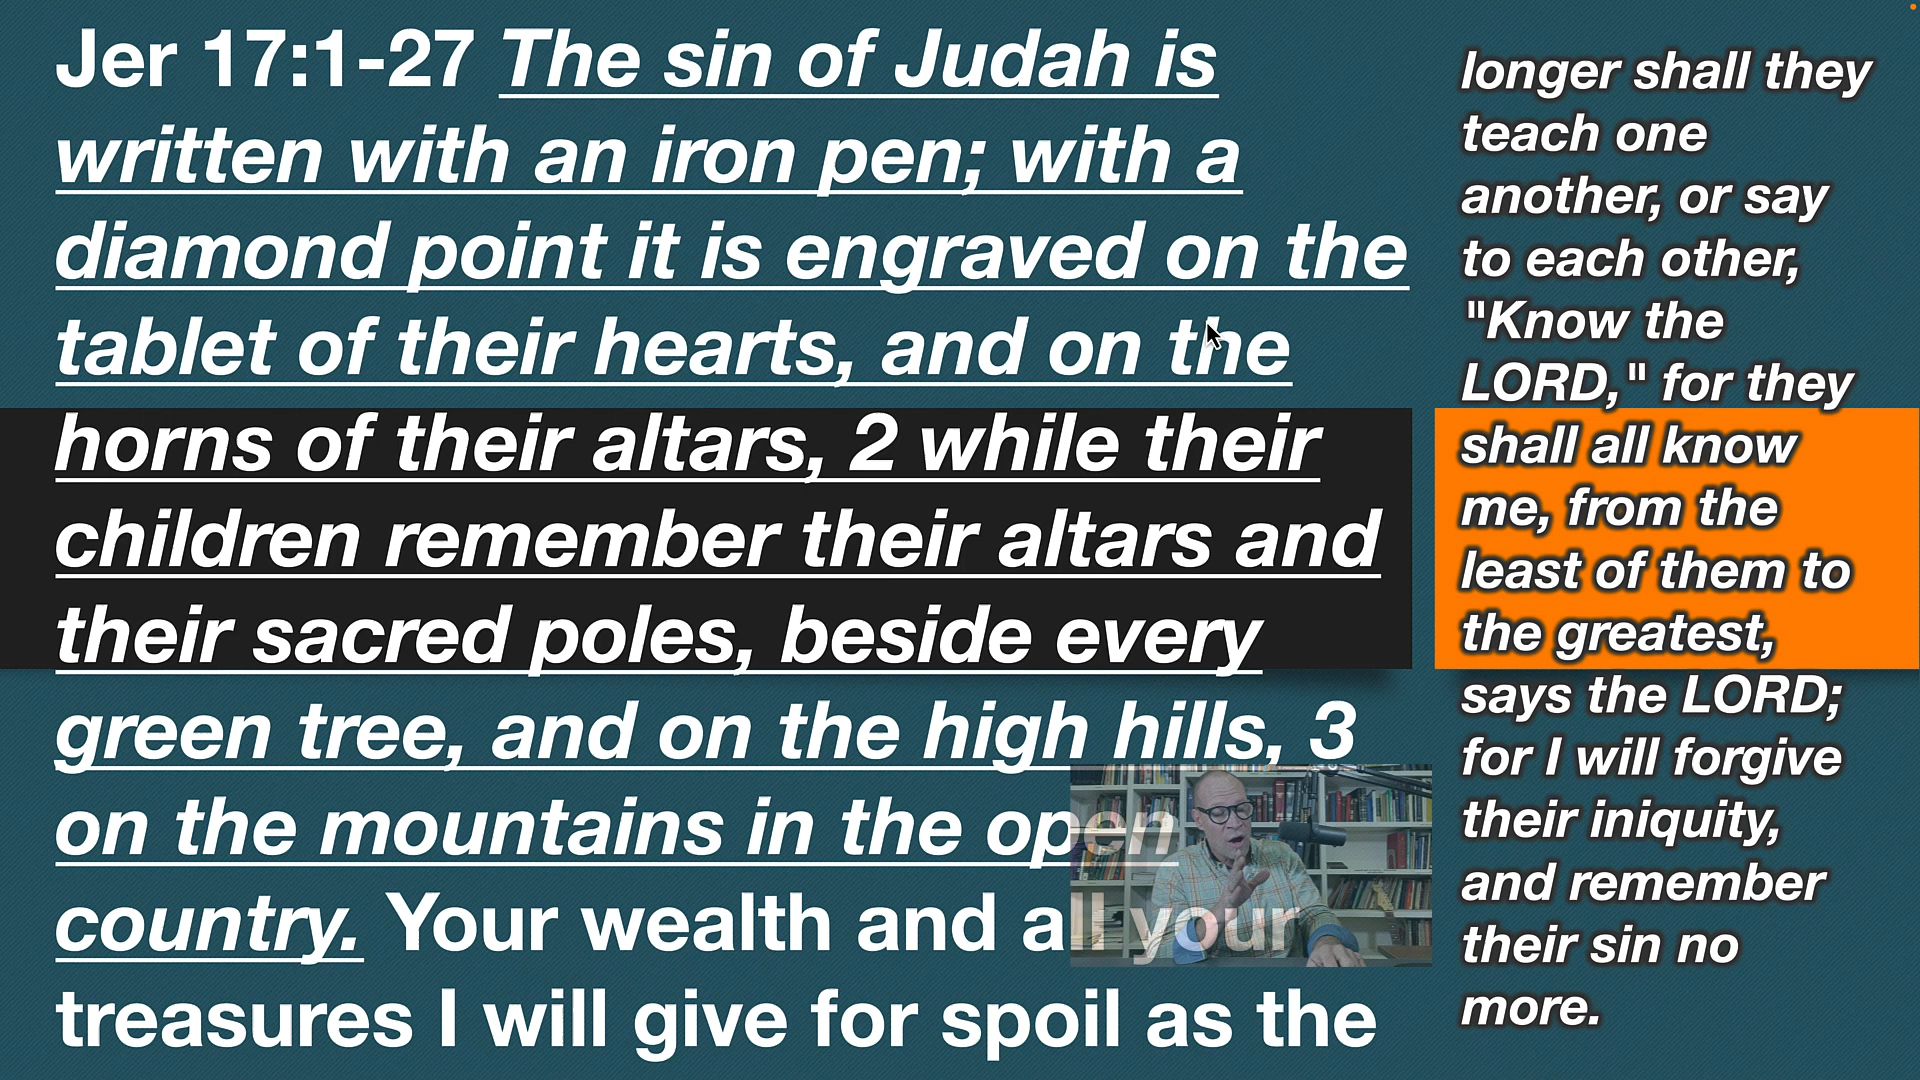 Jer 17:1-27 The sin of Judah is
written with an iron pen; with a
diamond point it is engraved on the
tablet of their hearts, and on the
horns of their altars, 2 while their
children remember their altars and
their sacred poles, beside every
green tree, and on the high hills, 3
on the mountains in the open
country. Your wealth and all your
treasures I will give for spoil as the
longer shall they
teach one
another, or say
to each other,
"Know the
LORD," for they
shall all know
me, from the
least of them to
the greatest,
says the LORD;
for I will forgive
their iniquity,
and remember
their sin no
more.